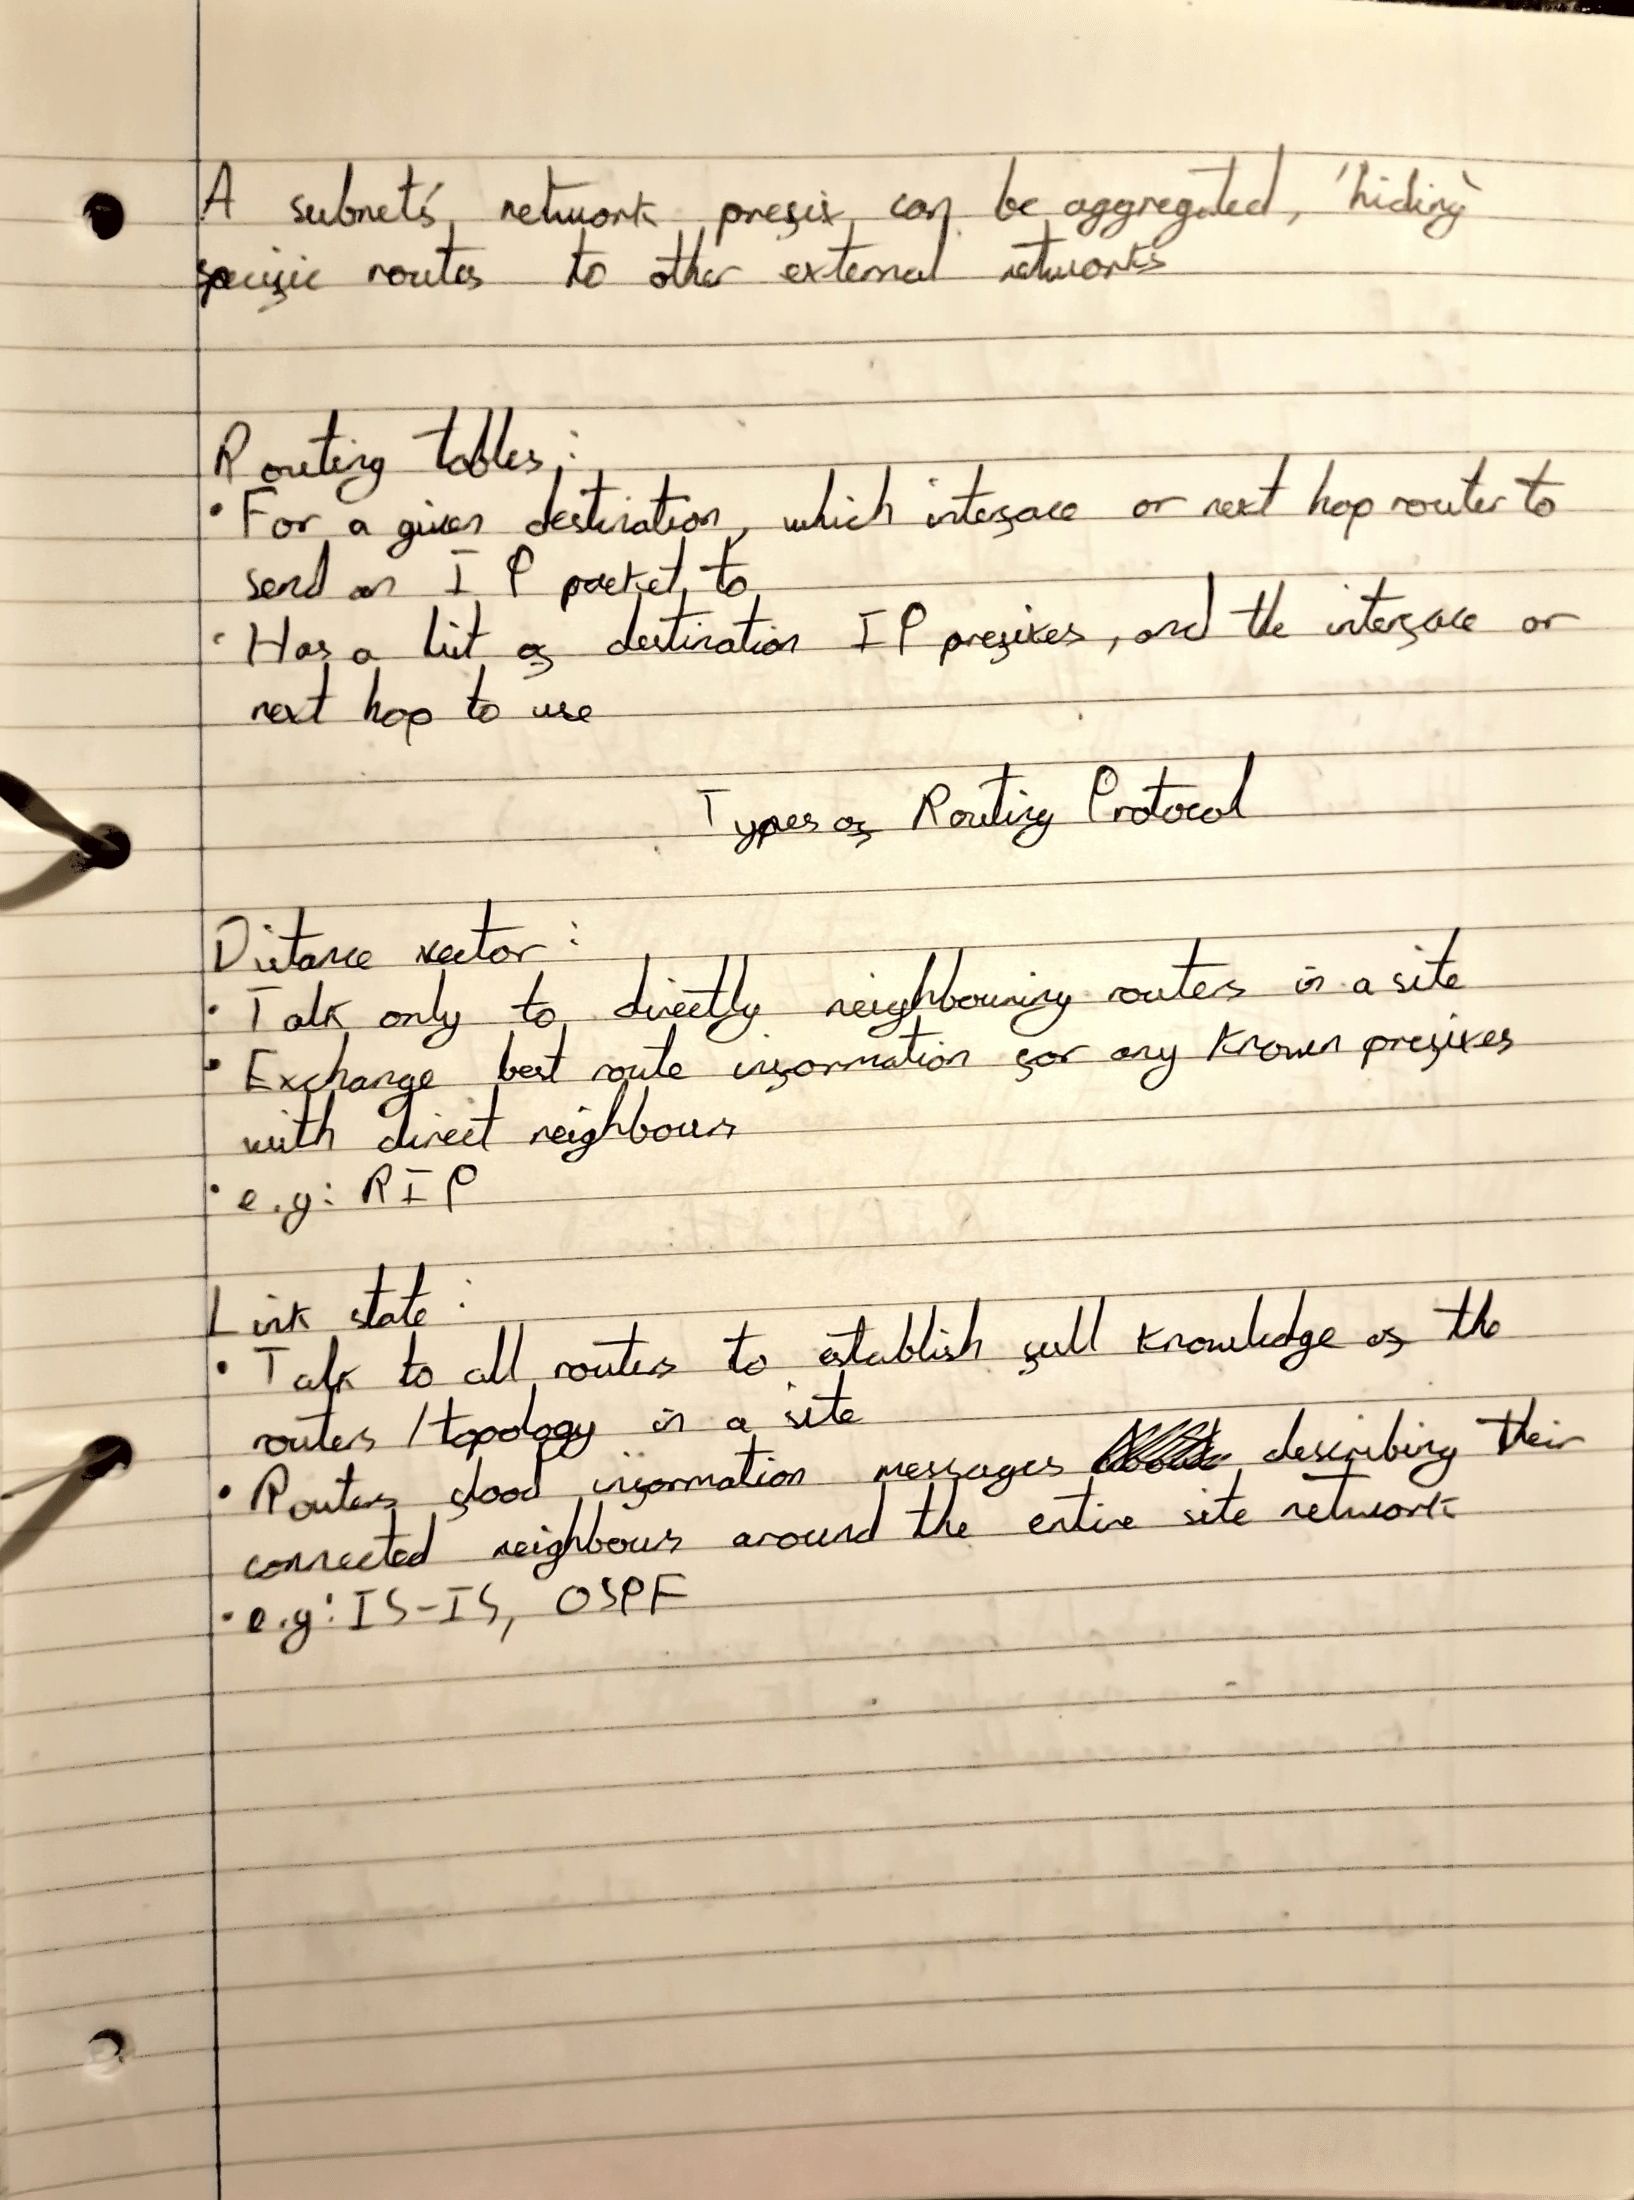 A subnet's network prefix can be aggregated, 'hiding'
specific routes to other external networks
Routing tables:
• For a given destination, which interface or next hop router to
send an IP packet to
• Has a list of destination IP prefixes, and the interface or
next hop to use
Types of Routing Protocol
Distance vector:
• Talk only to directly neighbouring routers in a site
• Exchange best route information for any known prefixes
with direct neighbours
• e.g: RIP
Link state:
• Talk to all routers to establish full knowledge of the
routers / topology in a site
• Routers flood information messages describing their
connected neighbours around the entire site network
• e.g: IS-IS, OSPF